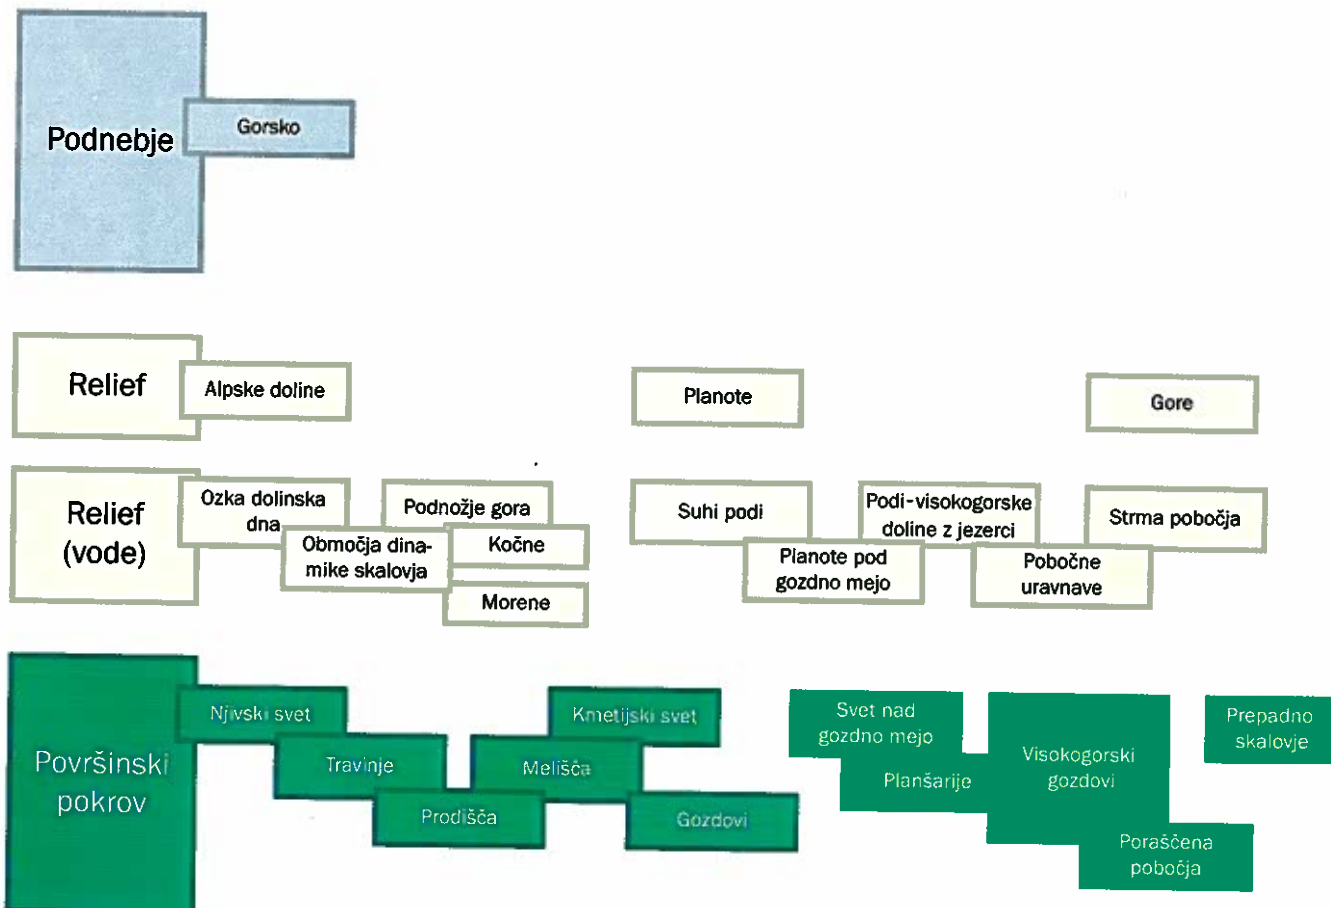 Podnebje
Gorsko
Relief
Alpske doline
Planote
Gore
Relief
(vode)
Ozka dolinska
dna
Območja dina-
mike skalovja
Podnožje gora
Kočne
Morene
Suhi podi
Planote pod
gozdno mejo
Podi-visokogorske
doline z jezerci
Pobočne
uravnave
Strma pobočja
Površinski
pokrov
Njivski svet
Travinje
Prodišča
Melišča
Kmetijski svet
Gozdovi
Svet nad
gozdno mejo
Planšarije
Visokogorski
gozdovi
Poraščena
pobočja
Prepadno
skalovje